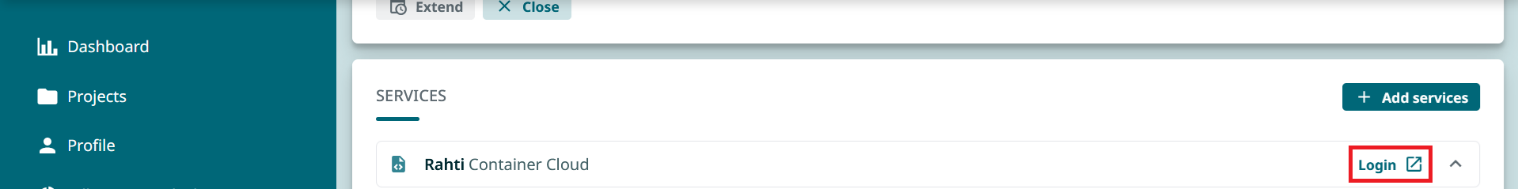 Extend
Close
Dashboard
Projects
Profile
SERVICES
Add services
Rahti Container Cloud
Login